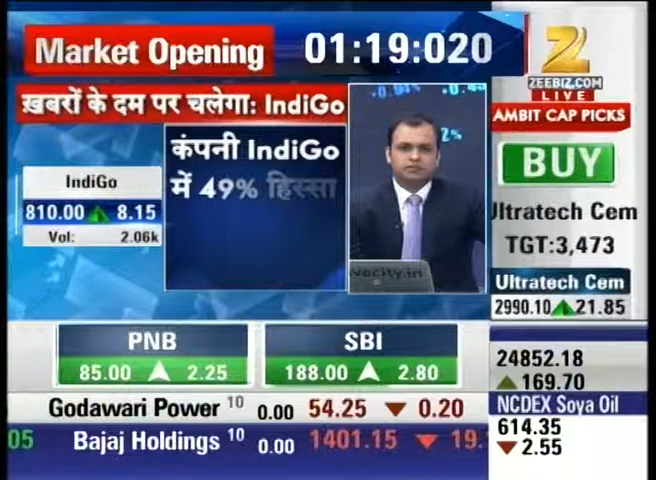 Market Opening
01:19:020
Z
ZEEBIZ.COM
LIVE
ख़बरों के दम पर चलेगा: IndiGo
AMBIT CAP PICKS
BUY
Ultratech Cem
TGT:3,473
कंपनी IndiGo
में 49% हिस्सा
IndiGo
810.00 ▲ 8.15
Vol: 2.06k
vacity.in
Ultratech Cem
2990.10 ▲ 21.85
PNB
85.00 ▲ 2.25
SBI
188.00 ▲ 2.80
24852.18
▲ 169.70
Godawari Power 10 0.00 54.25 ▼ 0.20
NCDEX Soya Oil
614.35
▼ 2.55
05 Bajaj Holdings 10 0.00 1401.15 ▼ 19.